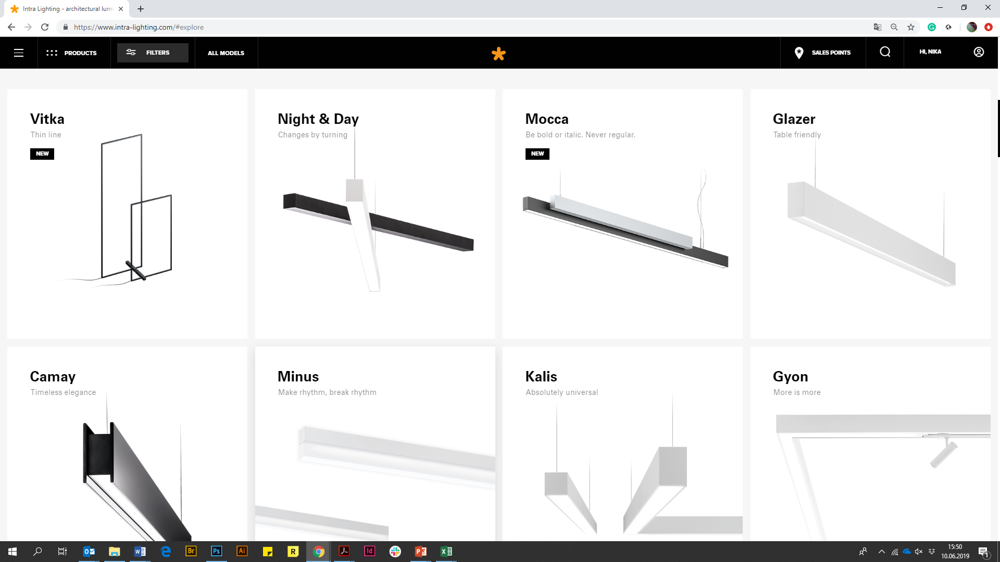 Intra Lighting - architectural lumi
https://www.intra-lighting.com/#explore
PRODUCTS
FILTERS
ALL MODELS
SALES POINTS
HI, NIKA
Vitka
Thin line
NEW
Night & Day
Changes by turning
Mocca
Be bold or italic. Never regular.
NEW
Glazer
Table friendly
Camay
Timeless elegance
Minus
Make rhythm, break rhythm
Kalis
Absolutely universal
Gyon
More is more
Br
Ps
Ai
R
Id
15:50
10.06.2019
1